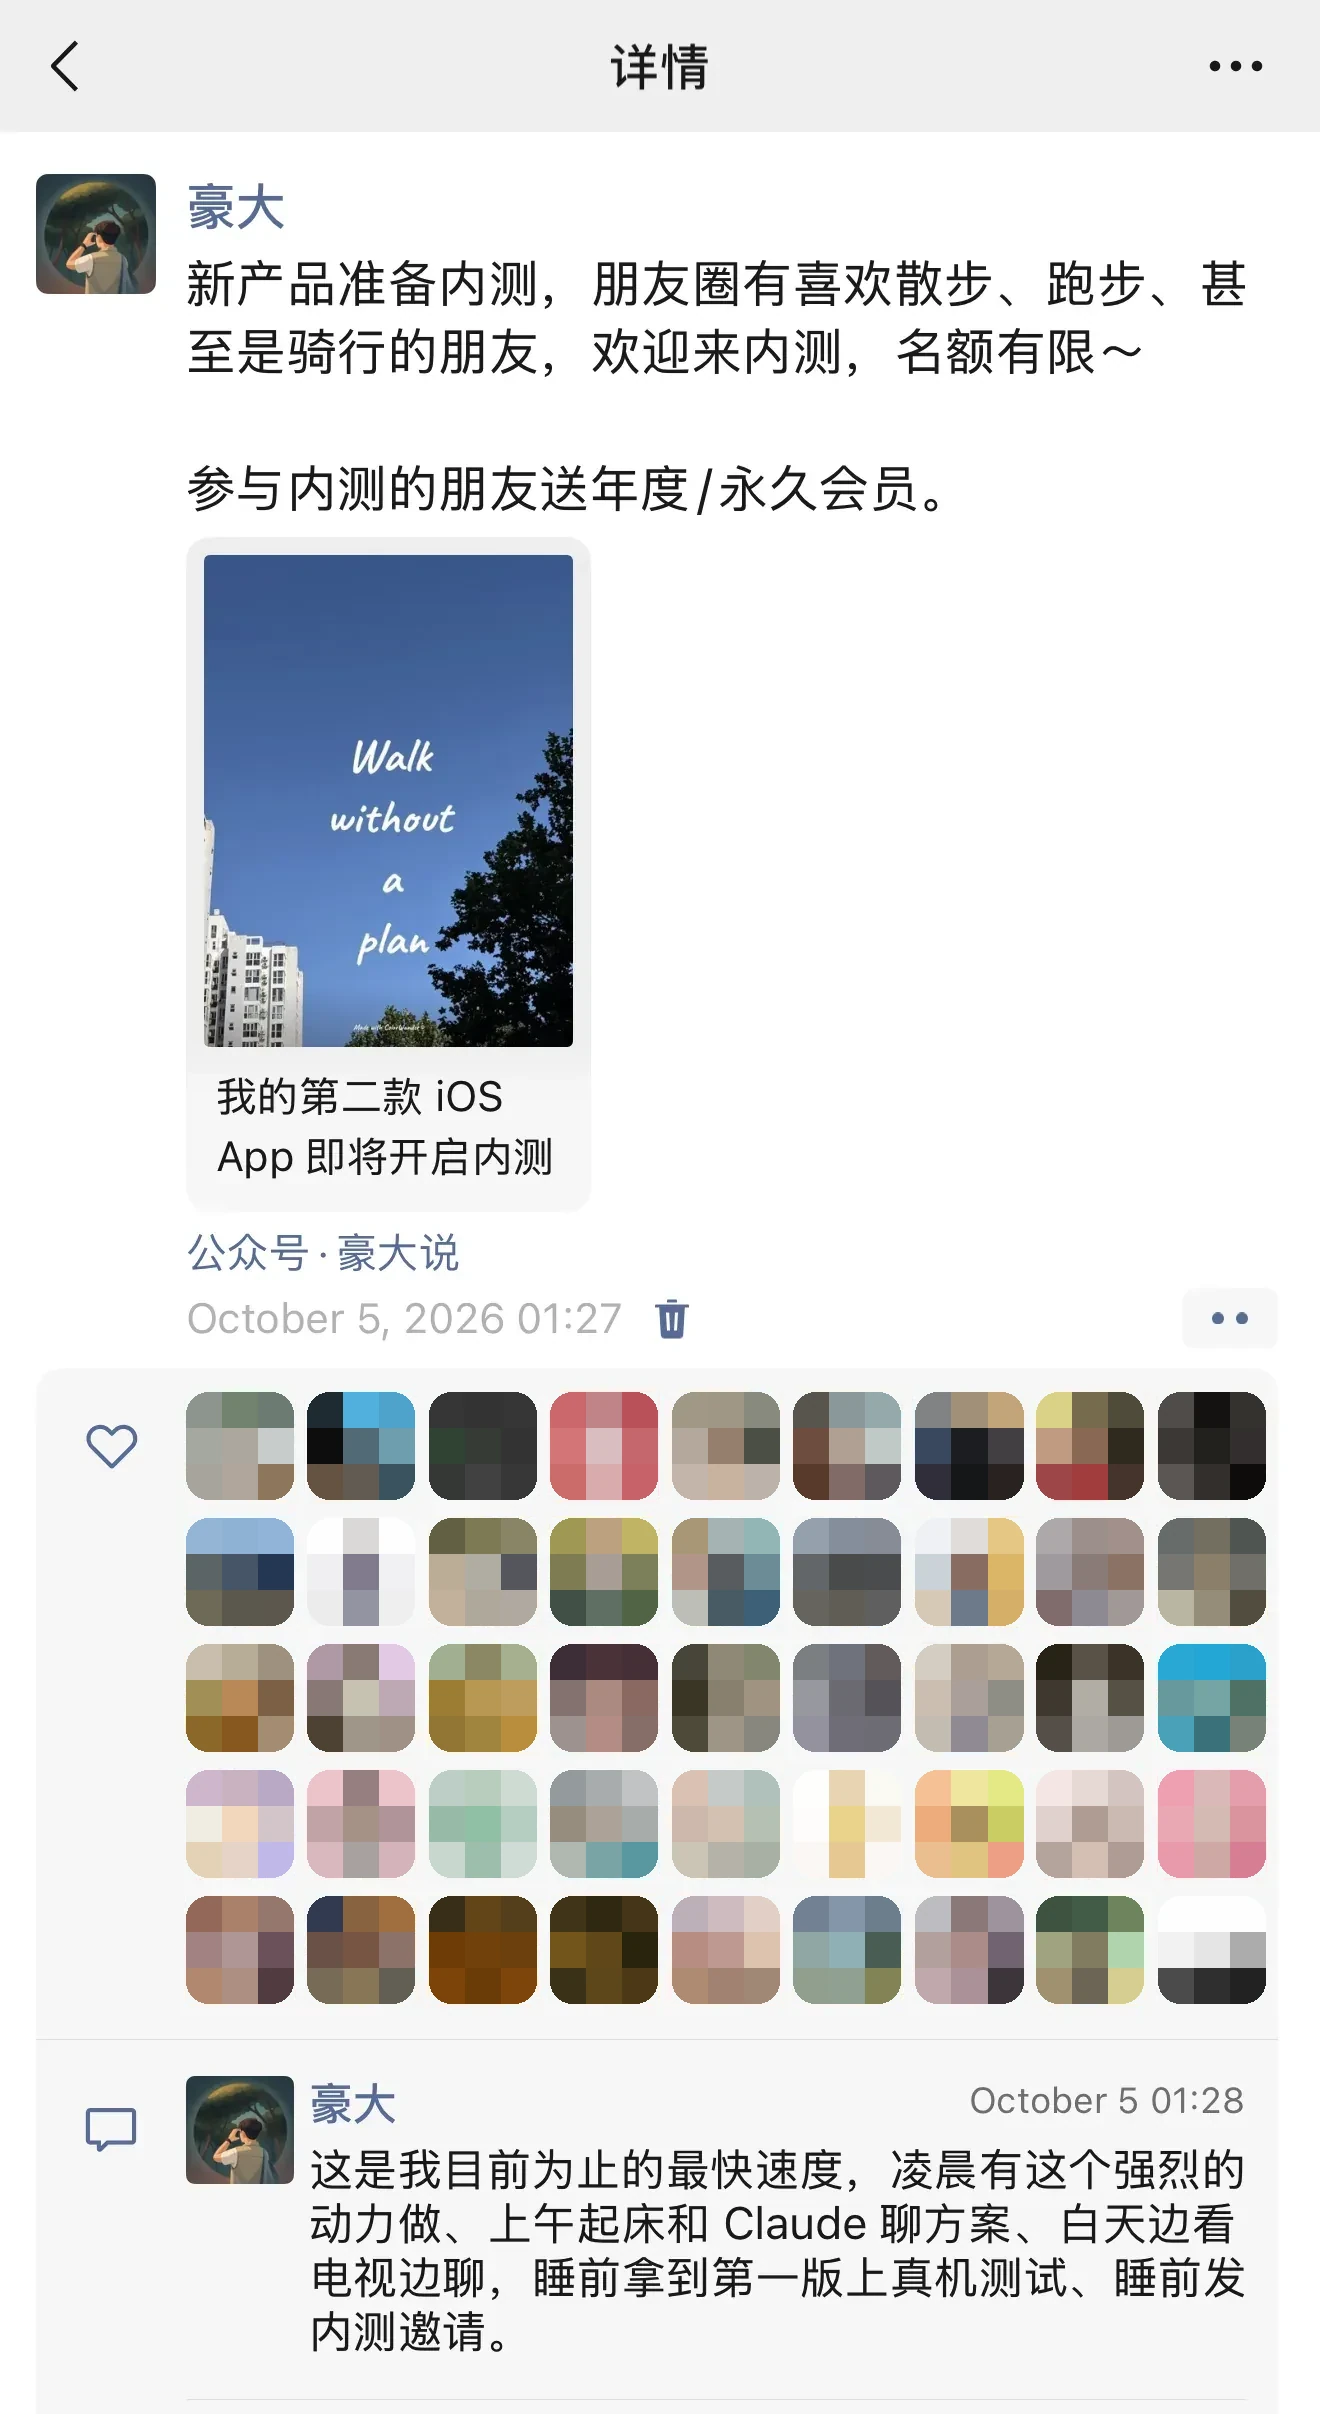 详情
豪大
新产品准备内测，朋友圈有喜欢散步、跑步、甚
至是骑行的朋友，欢迎来内测，名额有限～
参与内测的朋友送年度/永久会员。
Walk
without
a
plan
Made with ColorWander
我的第二款 iOS
App 即将开启内测
公众号 · 豪大说
October 5, 2026 01:27
豪大
October 5 01:28
这是我目前为止的最快速度，凌晨有这个强烈的
动力做、上午起床和 Claude 聊方案、白天边看
电视边聊，睡前拿到第一版上真机测试、睡前发
内测邀请。